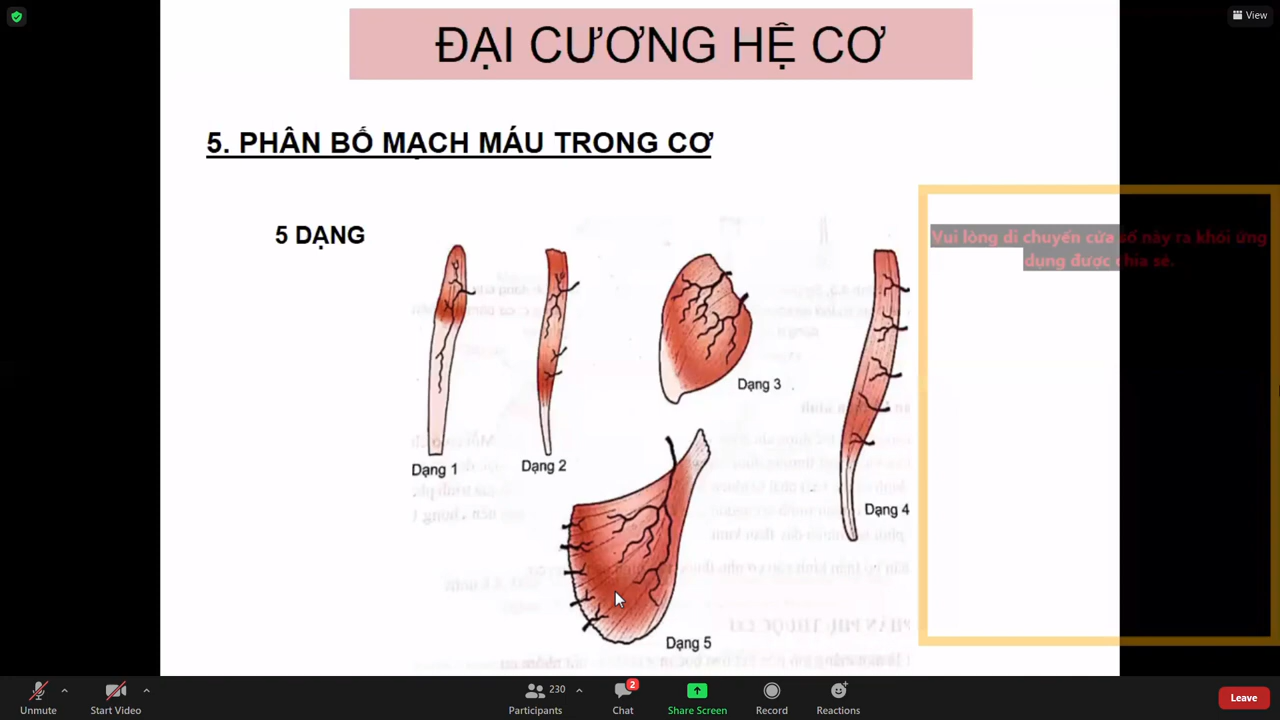 View
ĐẠI CƯƠNG HỆ CƠ
5. PHÂN BỐ MẠCH MÁU TRONG CƠ
5 DẠNG
Vui lòng di chuyển cửa sổ này ra khỏi ứng
dụng được chia sẻ.
Dạng 3
Dạng 1
Dạng 2
Dạng 4
Dạng 5
Unmute
Start Video
230
Participants
2
Chat
Share Screen
Record
Reactions
Leave